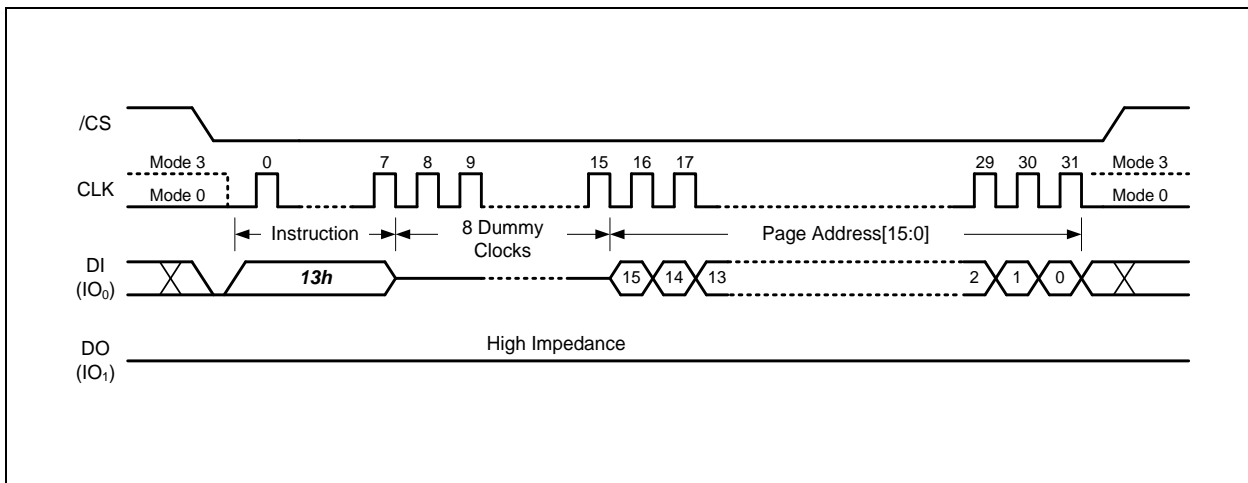 /CS
Mode 3 0 7 8 9 15 16 17 29 30 31 Mode 3
CLK
Mode 0 Mode 0
Instruction 8 Dummy Page Address[15:0]
Clocks
DI 13h 15 14 13 2 1 0
(IO0)
High Impedance
DO
(IO1)